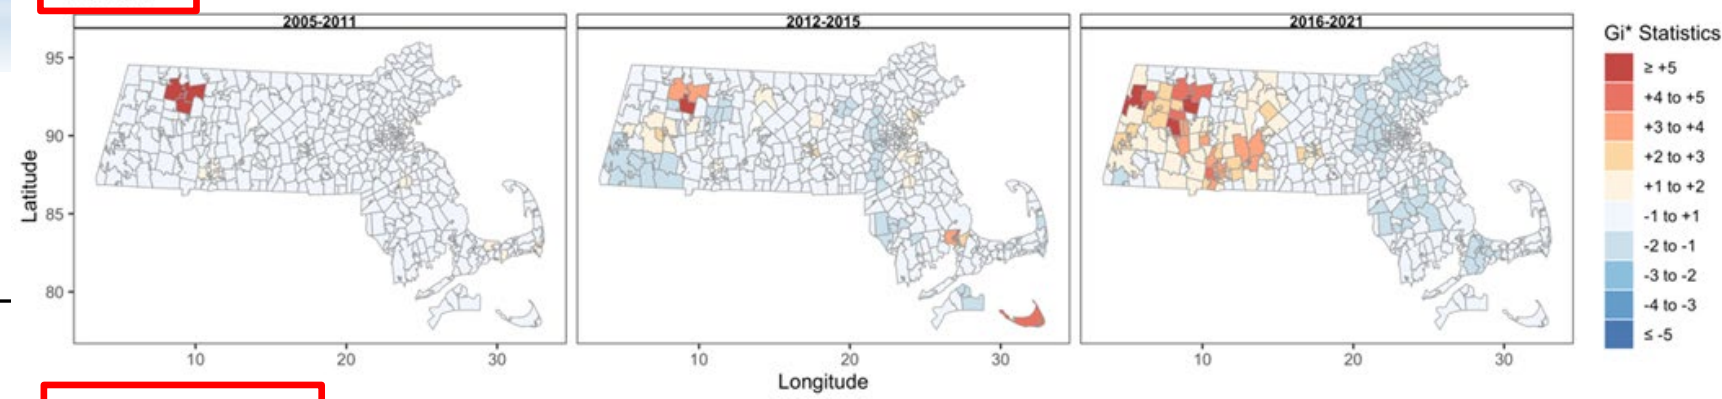 2005-2011 2012-2015 2016-2021
Gi* Statistics
≥ +5
+4 to +5
+3 to +4
+2 to +3
+1 to +2
-1 to +1
-2 to -1
-3 to -2
-4 to -3
≤ -5
Latitude
95
90
85
80
10 20 30 10 20 30 10 20 30
Longitude